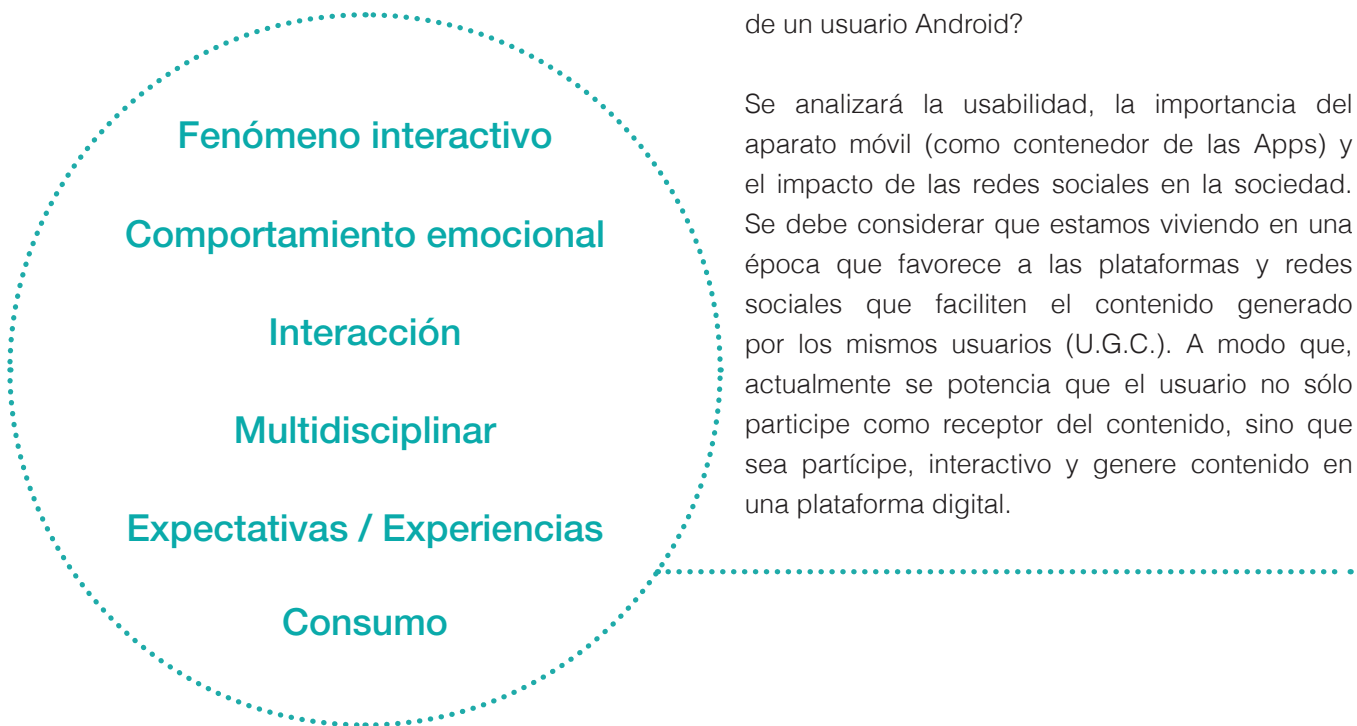 Fenómeno interactivo
Comportamiento emocional
Interacción
Multidisciplinar
Expectativas / Experiencias
Consumo
de un usuario Android?
Se analizará la usabilidad, la importancia del
aparato móvil (como contenedor de las Apps) y
el impacto de las redes sociales en la sociedad.
Se debe considerar que estamos viviendo en una
época que favorece a las plataformas y redes
sociales que faciliten el contenido generado
por los mismos usuarios (U.G.C.). A modo que,
actualmente se potencia que el usuario no sólo
participe como receptor del contenido, sino que
sea partícipe, interactivo y genere contenido en
una plataforma digital.